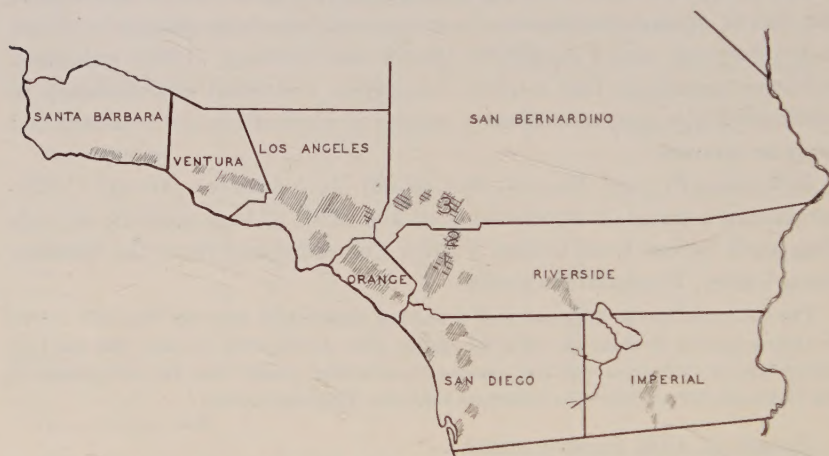 SANTA BARBARA
VENTURA
LOS ANGELES
SAN BERNARDINO
ORANGE
RIVERSIDE
SAN DIEGO
IMPERIAL